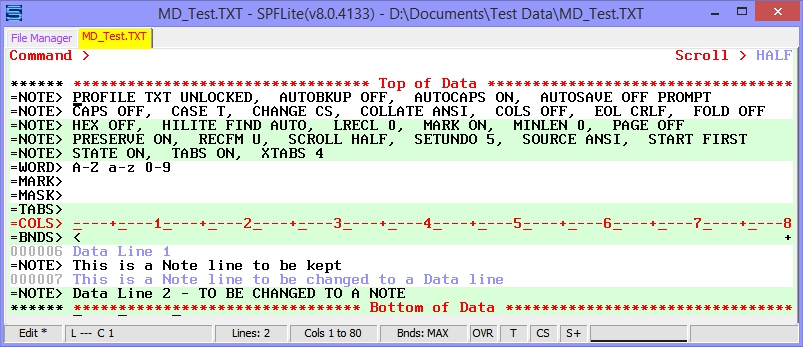 MD_Test.TXT - SPFLite(v8.0.4133) - D:\Documents\Test Data\MD_Test.TXT
File Manager MD_Test.TXT
Command > Scroll > HALF
****** ********************************* Top of Data **********************************
=NOTE> PROFILE TXT UNLOCKED, AUTOBKUP OFF, AUTOCAPS ON, AUTOSAVE OFF PROMPT
=NOTE> CAPS OFF, CASE T, CHANGE CS, COLLATE ANSI, COLS OFF, EOL CRLF, FOLD OFF
=NOTE> HEX OFF, HILITE FIND AUTO, LRECL 0, MARK ON, MINLEN 0, PAGE OFF
=NOTE> PRESERVE ON, RECFM U, SCROLL HALF, SETUNDO 5, SOURCE ANSI, START FIRST
=NOTE> STATE ON, TABS ON, XTABS 4
=WORD> A-Z a-z 0-9
=MARK>
=MASK>
=TABS>
=COLS> _----+----1_----+----2_----+----3_----+----4_----+----5_----+----6_----+----7_----+----8
=BNDS> < +
000006 Data Line 1
=NOTE> This is a Note line to be kept
000007 This is a Note line to be changed to a Data line
=NOTE> Data Line 2 - TO BE CHANGED TO A NOTE
****** ********************************* Bottom of Data ********************************
Edit * L --- C 1 Lines: 2 Cols 1 to 80 Bnds: MAX OVR T CS S+